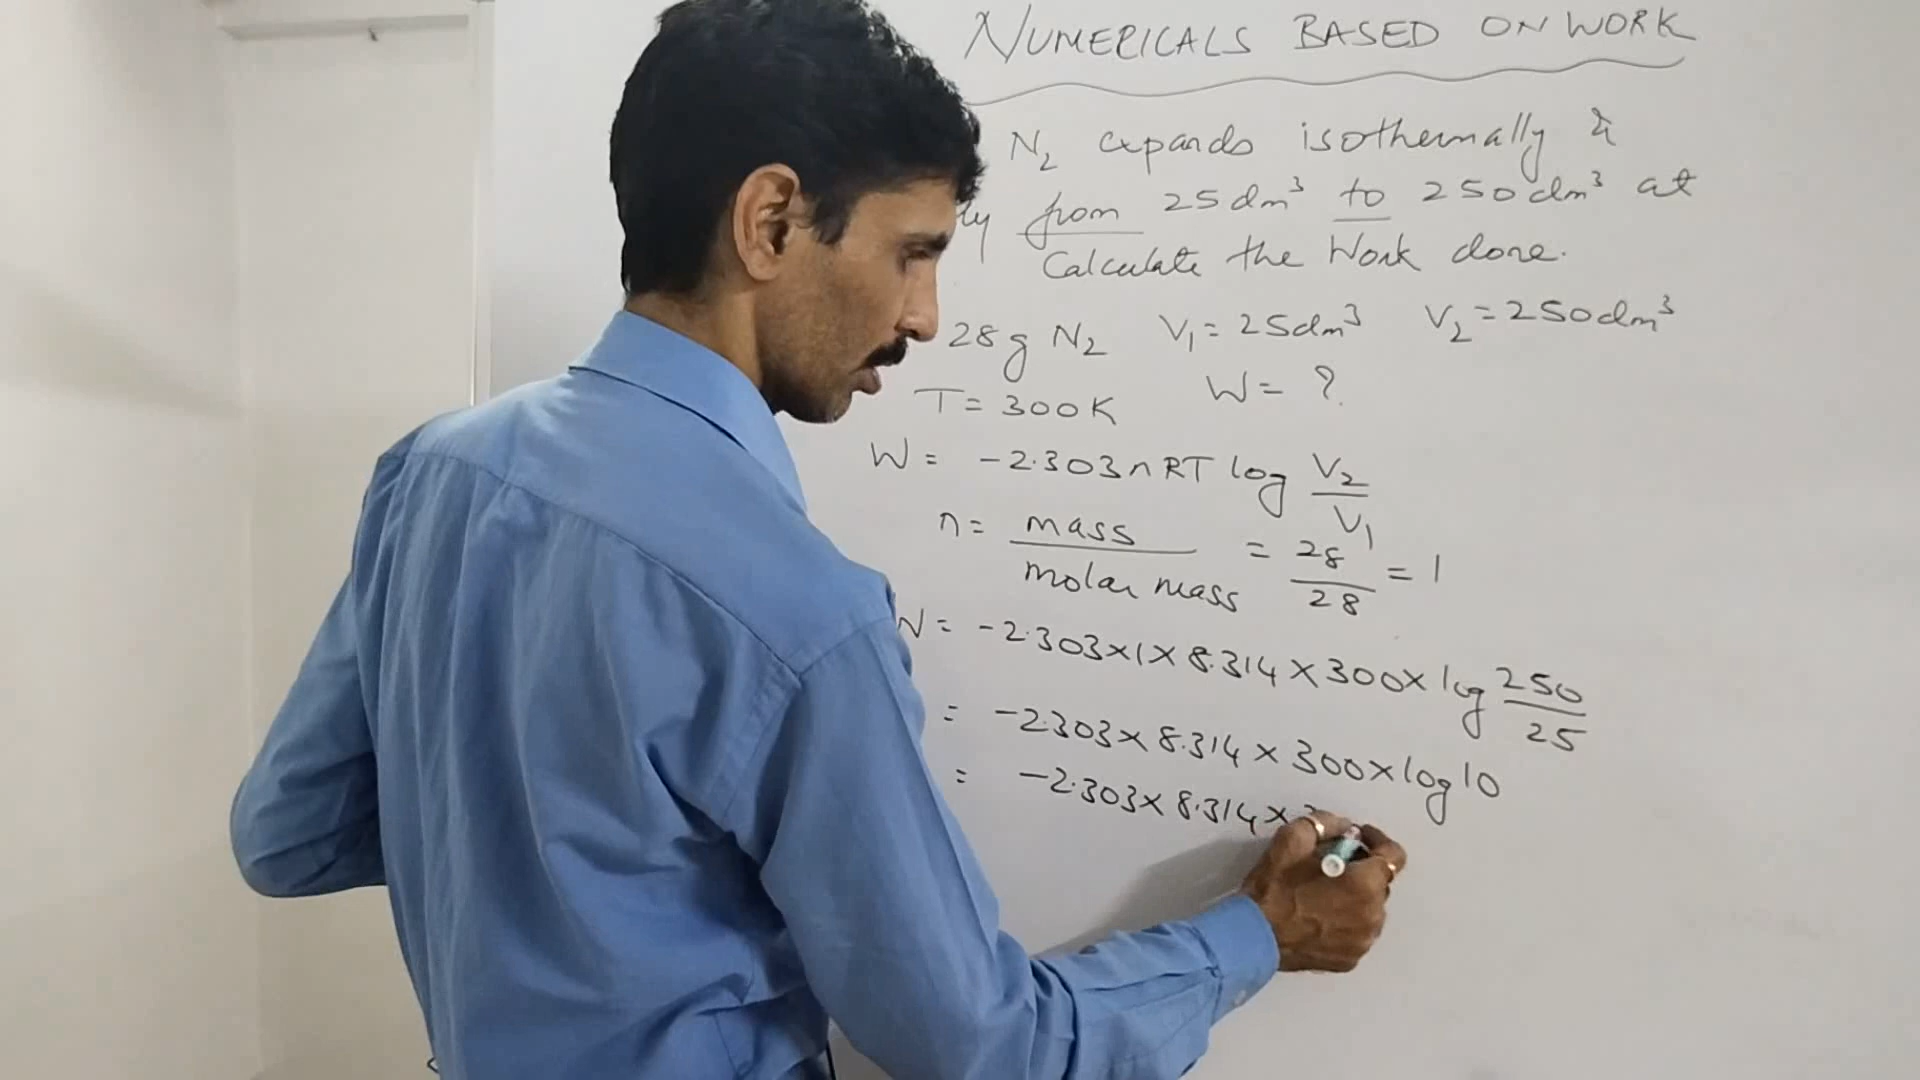 NUMERICALS BASED ON WORK
N₂ expands isothermally &
ly from 25dm³ to 250dm³ at
Calculate the Work done.
28g N₂ V₁ = 25dm³ V₂ = 250dm³
T = 300K W = ?
W = -2.303nRT log V₂/V₁
n = mass/molar mass = 28/28 = 1
W = -2.303×1×8.314×300×log 250/25
= -2.303×8.314×300×log10
= -2.303×8.314×